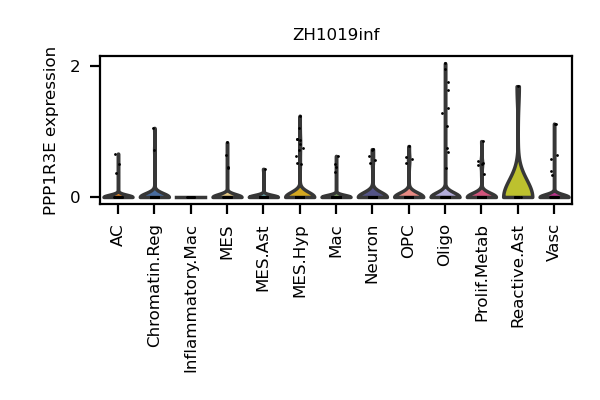 ZH1019inf
PPP1R3E expression
2
0
AC
Chromatin.Reg
Inflammatory.Mac
MES
MES.Ast
MES.Hyp
Mac
Neuron
OPC
Oligo
Prolif.Metab
Reactive.Ast
Vasc